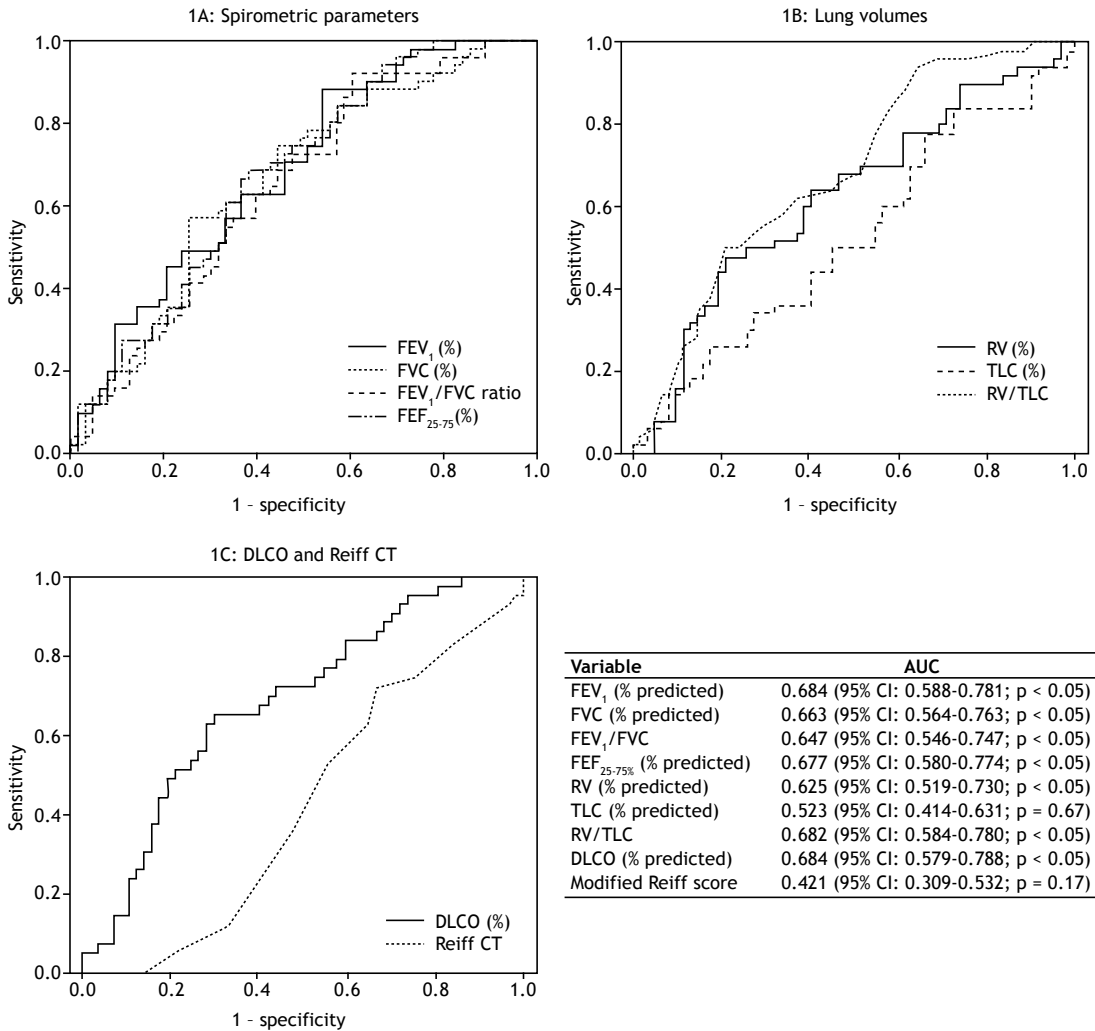 1A: Spirometric parameters
1.0
0.8
0.6
0.4
0.2
0.0
Sensitivity
0.0 0.2 0.4 0.6 0.8 1.0
1 - specificity
FEV₁ (%)
FVC (%)
FEV₁/FVC ratio
FEF₂₅₋₇₅ (%)
1B: Lung volumes
1.0
0.8
0.6
0.4
0.2
0.0
Sensitivity
0.0 0.2 0.4 0.6 0.8 1.0
1 - specificity
RV (%)
TLC (%)
RV/TLC
1C: DLCO and Reiff CT
1.0
0.8
0.6
0.4
0.2
0.0
Sensitivity
0.0 0.2 0.4 0.6 0.8 1.0
1 - specificity
DLCO (%)
Reiff CT
Variable AUC
FEV₁ (% predicted) 0.684 (95% CI: 0.588-0.781; p < 0.05)
FVC (% predicted) 0.663 (95% CI: 0.564-0.763; p < 0.05)
FEV₁/FVC 0.647 (95% CI: 0.546-0.747; p < 0.05)
FEF₂₅₋₇₅% (% predicted) 0.677 (95% CI: 0.580-0.774; p < 0.05)
RV (% predicted) 0.625 (95% CI: 0.519-0.730; p < 0.05)
TLC (% predicted) 0.523 (95% CI: 0.414-0.631; p = 0.67)
RV/TLC 0.682 (95% CI: 0.584-0.780; p < 0.05)
DLCO (% predicted) 0.684 (95% CI: 0.579-0.788; p < 0.05)
Modified Reiff score 0.421 (95% CI: 0.309-0.532; p = 0.17)